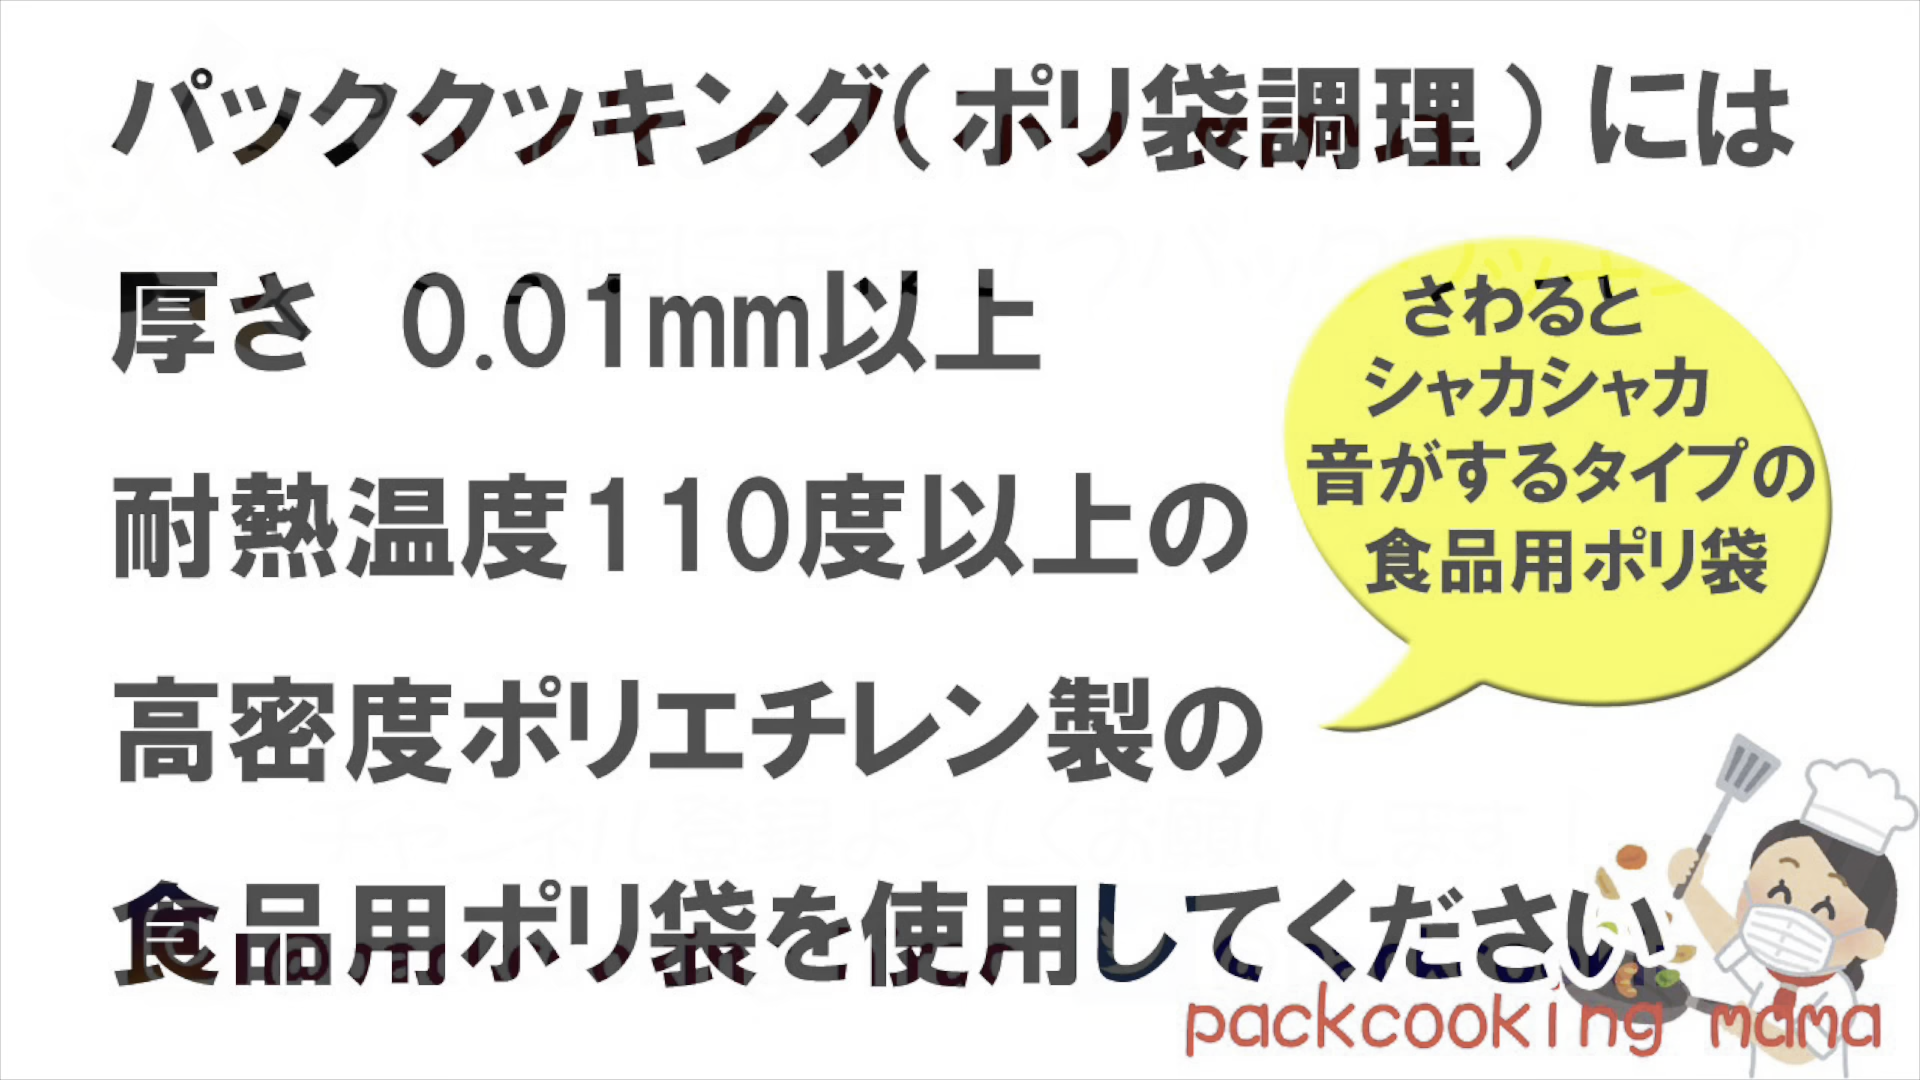 パッククッキング（ポリ袋調理）には
厚さ 0.01mm以上
耐熱温度110度以上の
高密度ポリエチレン製の
食品用ポリ袋を使用してください
さわると
シャカシャカ
音がするタイプの
食品用ポリ袋
packcooking mama